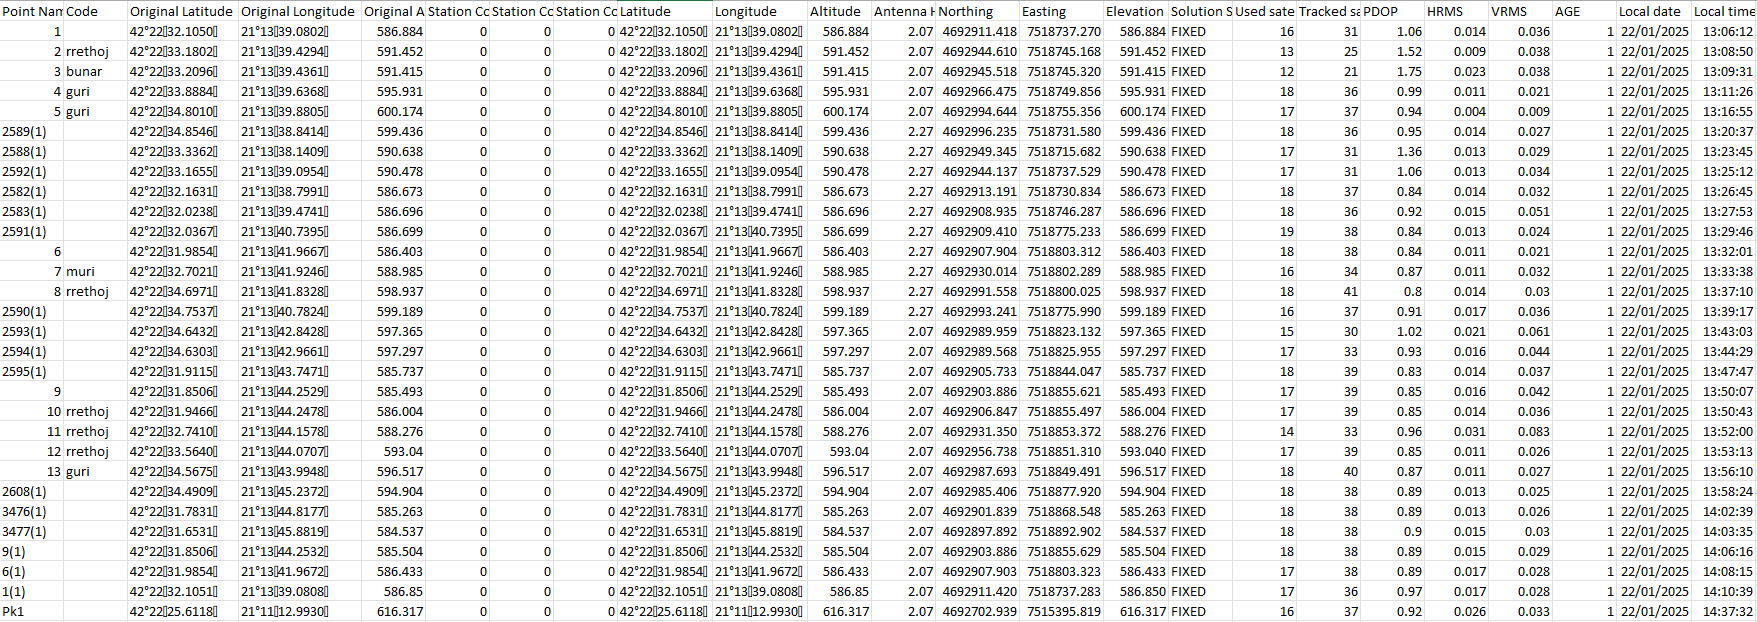 Point Nam Code Original Latitude Original Longitude Original A Station Co Station Co Station Co Latitude Longitude Altitude Antenna H Northing Easting Elevation Solution S Used sate Tracked sa PDOP HRMS VRMS AGE Local date Local time
1 42°22▯32.1050▯ 21°13▯39.0802▯ 586.884 0 0 0 42°22▯32.1050▯ 21°13▯39.0802▯ 586.884 2.07 4692911.418 7518737.270 586.884 FIXED 16 31 1.06 0.014 0.036 1 22/01/2025 13:06:12
2 rrethoj 42°22▯33.1802▯ 21°13▯39.4294▯ 591.452 0 0 0 42°22▯33.1802▯ 21°13▯39.4294▯ 591.452 2.07 4692944.610 7518745.168 591.452 FIXED 13 25 1.52 0.009 0.038 1 22/01/2025 13:08:50
3 bunar 42°22▯33.2096▯ 21°13▯39.4361▯ 591.415 0 0 0 42°22▯33.2096▯ 21°13▯39.4361▯ 591.415 2.07 4692945.518 7518745.320 591.415 FIXED 12 21 1.75 0.023 0.038 1 22/01/2025 13:09:31
4 guri 42°22▯33.8884▯ 21°13▯39.6368▯ 595.931 0 0 0 42°22▯33.8884▯ 21°13▯39.6368▯ 595.931 2.07 4692966.475 7518749.856 595.931 FIXED 18 36 0.99 0.011 0.021 1 22/01/2025 13:11:26
5 guri 42°22▯34.8010▯ 21°13▯39.8805▯ 600.174 0 0 0 42°22▯34.8010▯ 21°13▯39.8805▯ 600.174 2.07 4692994.644 7518755.356 600.174 FIXED 17 37 0.94 0.004 0.009 1 22/01/2025 13:16:55
2589(1) 42°22▯34.8546▯ 21°13▯38.8414▯ 599.436 0 0 0 42°22▯34.8546▯ 21°13▯38.8414▯ 599.436 2.27 4692996.235 7518731.580 599.436 FIXED 18 36 0.95 0.014 0.027 1 22/01/2025 13:20:37
2588(1) 42°22▯33.3362▯ 21°13▯38.1409▯ 590.638 0 0 0 42°22▯33.3362▯ 21°13▯38.1409▯ 590.638 2.27 4692949.345 7518715.682 590.638 FIXED 17 31 1.36 0.013 0.029 1 22/01/2025 13:23:45
2592(1) 42°22▯33.1655▯ 21°13▯39.0954▯ 590.478 0 0 0 42°22▯33.1655▯ 21°13▯39.0954▯ 590.478 2.27 4692944.137 7518737.529 590.478 FIXED 17 31 1.06 0.013 0.034 1 22/01/2025 13:25:12
2582(1) 42°22▯32.1631▯ 21°13▯38.7991▯ 586.673 0 0 0 42°22▯32.1631▯ 21°13▯38.7991▯ 586.673 2.27 4692913.191 7518730.834 586.673 FIXED 18 37 0.84 0.014 0.032 1 22/01/2025 13:26:45
2583(1) 42°22▯32.0238▯ 21°13▯39.4741▯ 586.696 0 0 0 42°22▯32.0238▯ 21°13▯39.4741▯ 586.696 2.27 4692908.935 7518746.287 586.696 FIXED 18 36 0.92 0.015 0.051 1 22/01/2025 13:27:53
2591(1) 42°22▯32.0367▯ 21°13▯40.7395▯ 586.699 0 0 0 42°22▯32.0367▯ 21°13▯40.7395▯ 586.699 2.27 4692909.410 7518775.233 586.699 FIXED 19 38 0.84 0.013 0.024 1 22/01/2025 13:29:46
6 42°22▯31.9854▯ 21°13▯41.9667▯ 586.403 0 0 0 42°22▯31.9854▯ 21°13▯41.9667▯ 586.403 2.27 4692907.904 7518803.312 586.403 FIXED 18 38 0.84 0.011 0.021 1 22/01/2025 13:32:01
7 muri 42°22▯32.7021▯ 21°13▯41.9246▯ 588.985 0 0 0 42°22▯32.7021▯ 21°13▯41.9246▯ 588.985 2.27 4692930.014 7518802.289 588.985 FIXED 16 34 0.87 0.011 0.032 1 22/01/2025 13:33:38
8 rrethoj 42°22▯34.6971▯ 21°13▯41.8328▯ 598.937 0 0 0 42°22▯34.6971▯ 21°13▯41.8328▯ 598.937 2.27 4692991.558 7518800.025 598.937 FIXED 18 41 0.8 0.014 0.03 1 22/01/2025 13:37:10
2590(1) 42°22▯34.7537▯ 21°13▯40.7824▯ 599.189 0 0 0 42°22▯34.7537▯ 21°13▯40.7824▯ 599.189 2.27 4692993.241 7518775.990 599.189 FIXED 16 37 0.91 0.017 0.036 1 22/01/2025 13:39:17
2593(1) 42°22▯34.6432▯ 21°13▯42.8428▯ 597.365 0 0 0 42°22▯34.6432▯ 21°13▯42.8428▯ 597.365 2.07 4692989.959 7518823.132 597.365 FIXED 15 30 1.02 0.021 0.061 1 22/01/2025 13:43:03
2594(1) 42°22▯34.6303▯ 21°13▯42.9661▯ 597.297 0 0 0 42°22▯34.6303▯ 21°13▯42.9661▯ 597.297 2.07 4692989.568 7518825.955 597.297 FIXED 17 33 0.93 0.016 0.044 1 22/01/2025 13:44:29
2595(1) 42°22▯31.9115▯ 21°13▯43.7471▯ 585.737 0 0 0 42°22▯31.9115▯ 21°13▯43.7471▯ 585.737 2.07 4692905.733 7518844.047 585.737 FIXED 18 39 0.83 0.014 0.037 1 22/01/2025 13:47:47
9 42°22▯31.8506▯ 21°13▯44.2529▯ 585.493 0 0 0 42°22▯31.8506▯ 21°13▯44.2529▯ 585.493 2.07 4692903.886 7518855.621 585.493 FIXED 17 39 0.85 0.016 0.042 1 22/01/2025 13:50:07
10 rrethoj 42°22▯31.9466▯ 21°13▯44.2478▯ 586.004 0 0 0 42°22▯31.9466▯ 21°13▯44.2478▯ 586.004 2.07 4692906.847 7518855.497 586.004 FIXED 17 39 0.85 0.014 0.036 1 22/01/2025 13:50:43
11 rrethoj 42°22▯32.7410▯ 21°13▯44.1578▯ 588.276 0 0 0 42°22▯32.7410▯ 21°13▯44.1578▯ 588.276 2.07 4692931.350 7518853.372 588.276 FIXED 14 33 0.96 0.031 0.083 1 22/01/2025 13:52:00
12 rrethoj 42°22▯33.5640▯ 21°13▯44.0707▯ 593.04 0 0 0 42°22▯33.5640▯ 21°13▯44.0707▯ 593.04 2.07 4692956.738 7518851.310 593.040 FIXED 17 39 0.85 0.011 0.026 1 22/01/2025 13:53:13
13 guri 42°22▯34.5675▯ 21°13▯43.9948▯ 596.517 0 0 0 42°22▯34.5675▯ 21°13▯43.9948▯ 596.517 2.07 4692987.693 7518849.491 596.517 FIXED 18 40 0.87 0.011 0.027 1 22/01/2025 13:56:10
2608(1) 42°22▯34.4909▯ 21°13▯45.2372▯ 594.904 0 0 0 42°22▯34.4909▯ 21°13▯45.2372▯ 594.904 2.07 4692985.406 7518877.920 594.904 FIXED 18 38 0.89 0.013 0.025 1 22/01/2025 13:58:24
3476(1) 42°22▯31.7831▯ 21°13▯44.8177▯ 585.263 0 0 0 42°22▯31.7831▯ 21°13▯44.8177▯ 585.263 2.07 4692901.839 7518868.548 585.263 FIXED 18 38 0.89 0.013 0.026 1 22/01/2025 14:02:39
3477(1) 42°22▯31.6531▯ 21°13▯45.8819▯ 584.537 0 0 0 42°22▯31.6531▯ 21°13▯45.8819▯ 584.537 2.07 4692897.892 7518892.902 584.537 FIXED 18 38 0.9 0.015 0.03 1 22/01/2025 14:03:35
9(1) 42°22▯31.8506▯ 21°13▯44.2532▯ 585.504 0 0 0 42°22▯31.8506▯ 21°13▯44.2532▯ 585.504 2.07 4692903.886 7518855.629 585.504 FIXED 18 38 0.89 0.015 0.029 1 22/01/2025 14:06:16
6(1) 42°22▯31.9854▯ 21°13▯41.9672▯ 586.433 0 0 0 42°22▯31.9854▯ 21°13▯41.9672▯ 586.433 2.07 4692907.903 7518803.323 586.433 FIXED 17 38 0.89 0.017 0.028 1 22/01/2025 14:08:15
1(1) 42°22▯32.1051▯ 21°13▯39.0808▯ 586.85 0 0 0 42°22▯32.1051▯ 21°13▯39.0808▯ 586.85 2.07 4692911.420 7518737.283 586.850 FIXED 17 36 0.97 0.017 0.028 1 22/01/2025 14:10:39
Pk1 42°22▯25.6118▯ 21°11▯12.9930▯ 616.317 0 0 0 42°22▯25.6118▯ 21°11▯12.9930▯ 616.317 2.07 4692702.939 7515395.819 616.317 FIXED 16 37 0.92 0.026 0.033 1 22/01/2025 14:37:32